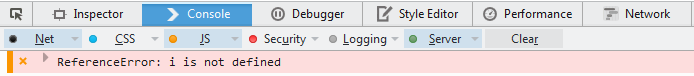 Inspector Console Debugger Style Editor Performance Network
Net CSS JS Security Logging Server Clear
ReferenceError: i is not defined